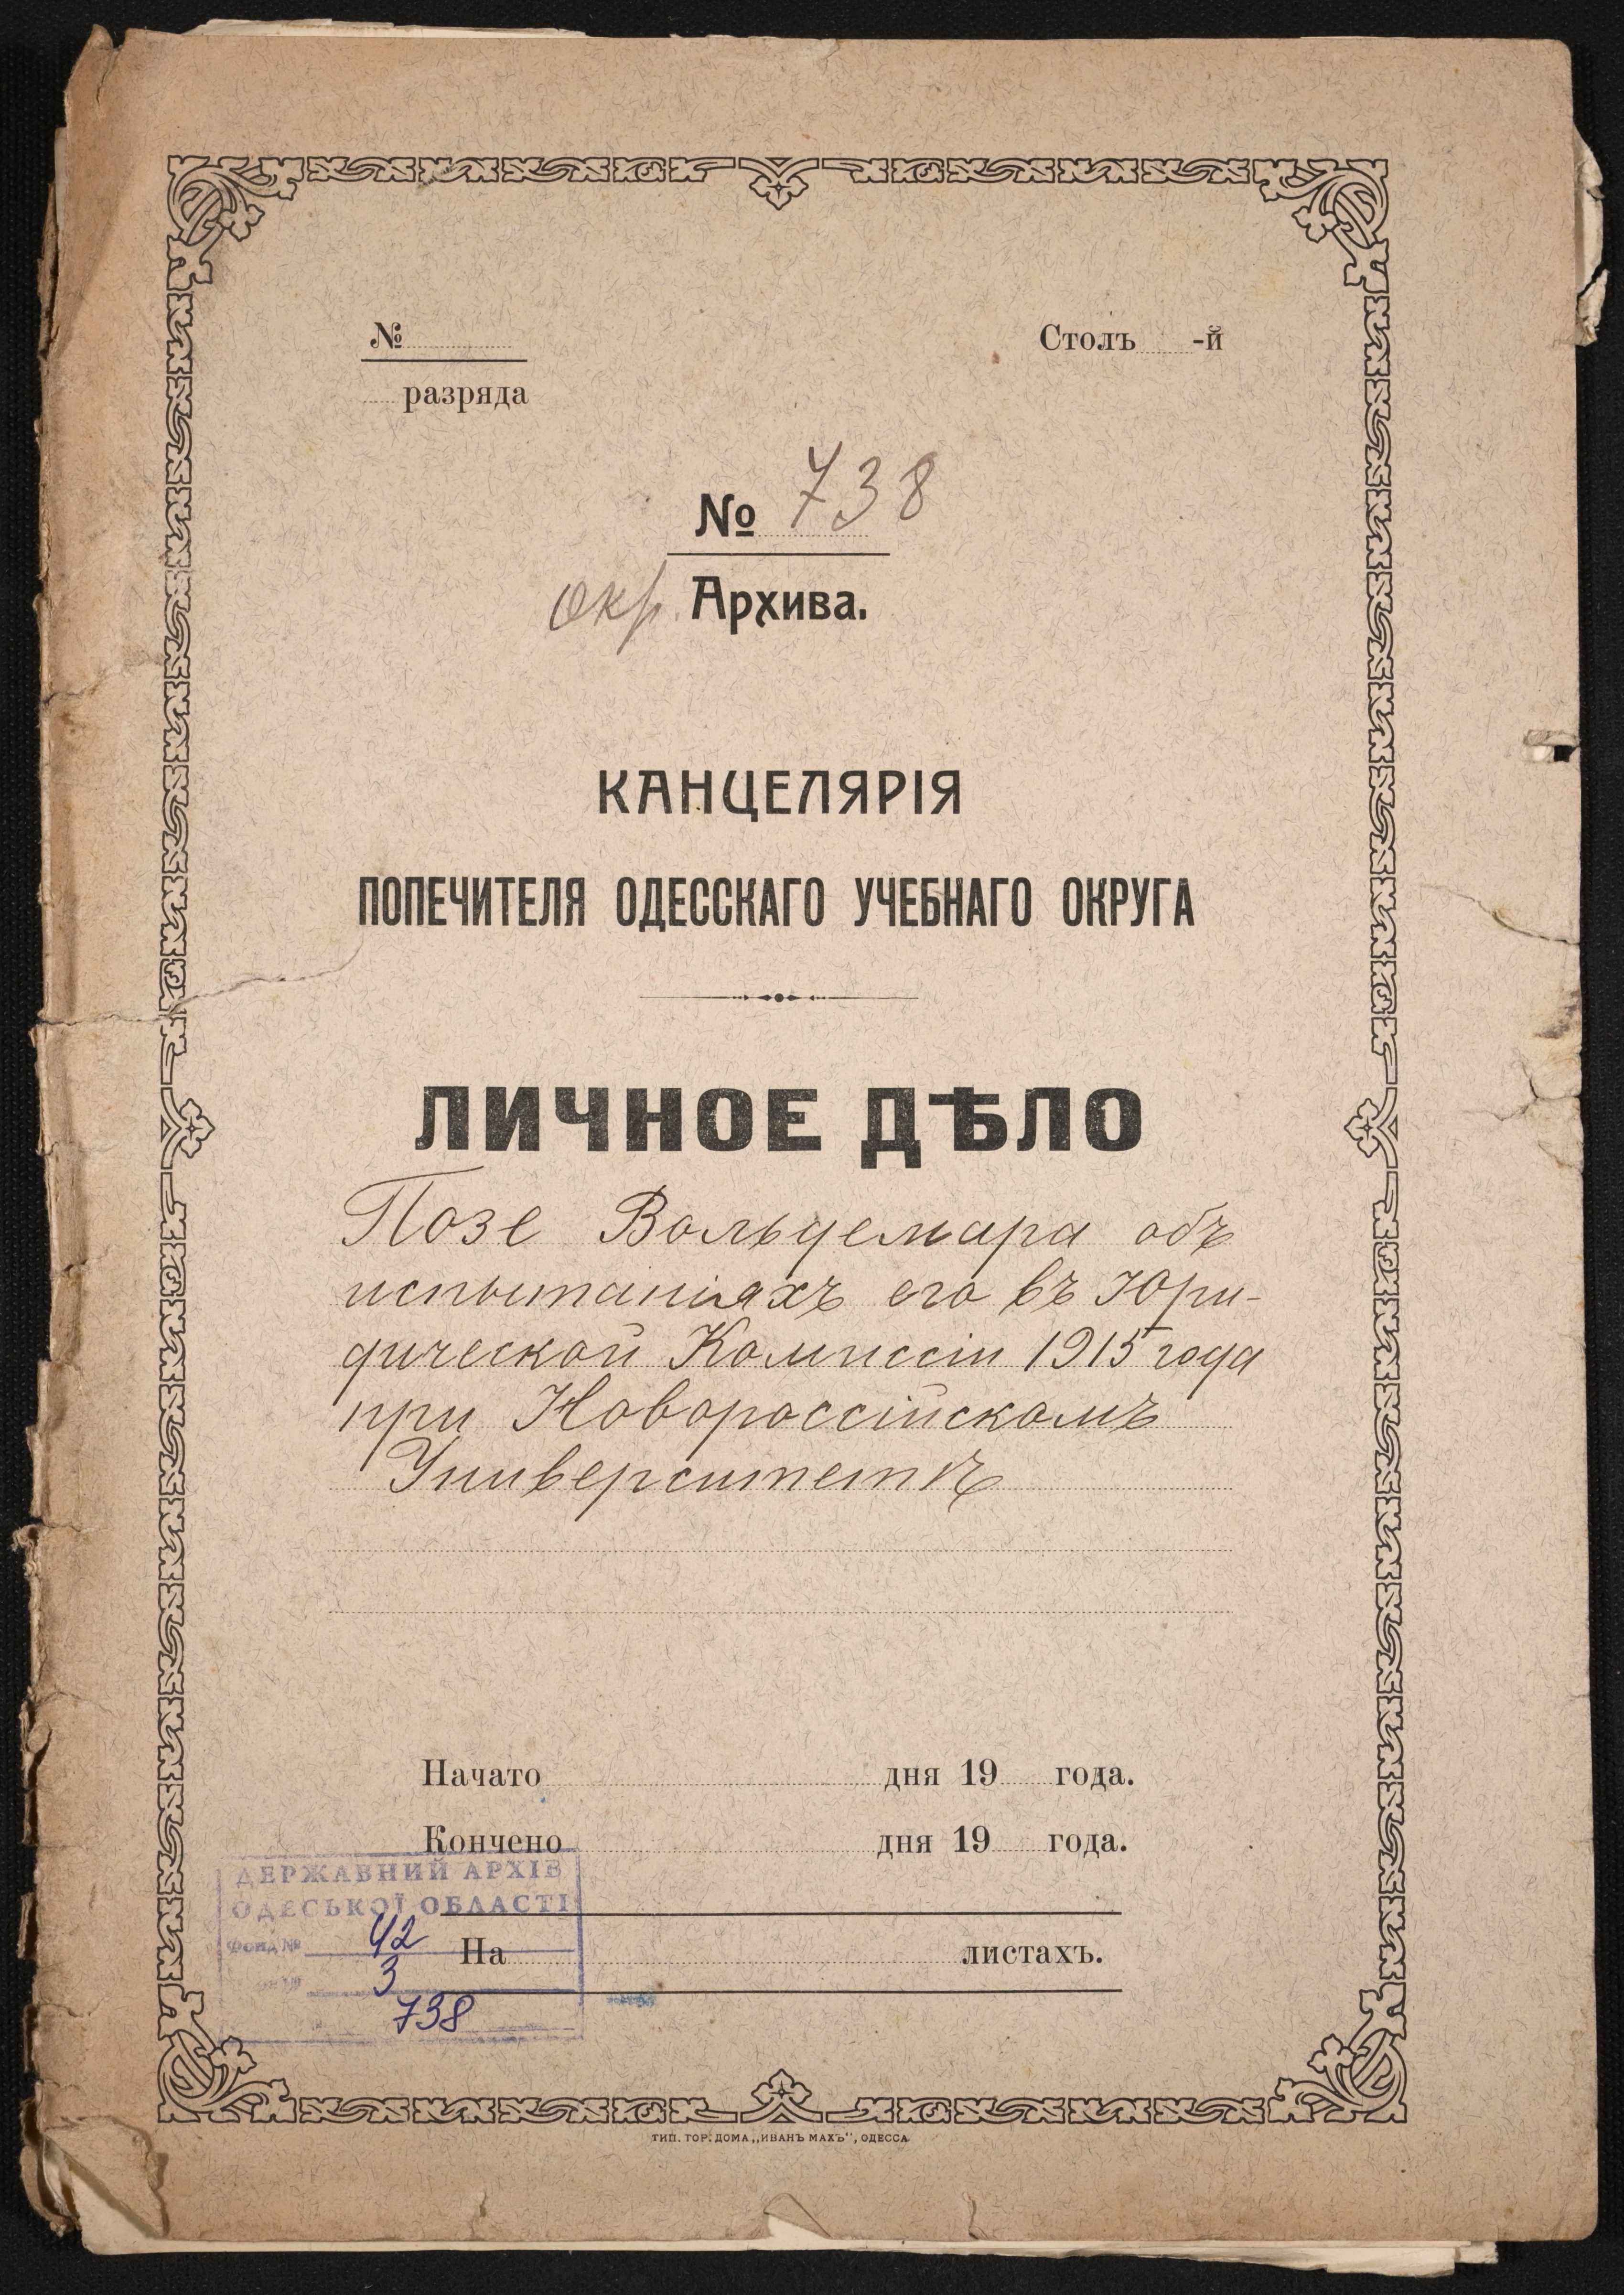 № Столъ -й
разряда
№ 738
окр. Архива.
КАНЦЕЛЯРІЯ
ПОПЕЧИТЕЛЯ ОДЕССКАГО УЧЕБНАГО ОКРУГА
ЛИЧНОЕ ДѢЛО
Позе Вольдемара объ
испытаніяхъ его въ Юри-
дической Комиссіи 1915 года
при Новороссійскомъ
Университетѣ
Начато дня 19 года.
Кончено дня 19 года.
ДЕРЖАВНИЙ АРХІВ
ОДЕСЬКОЇ ОБЛАСТІ
Фонд № 42
На листахъ.
3
738
ТИП. ТОР. ДОМА „ИВАНЪ МАХЪ", ОДЕССА